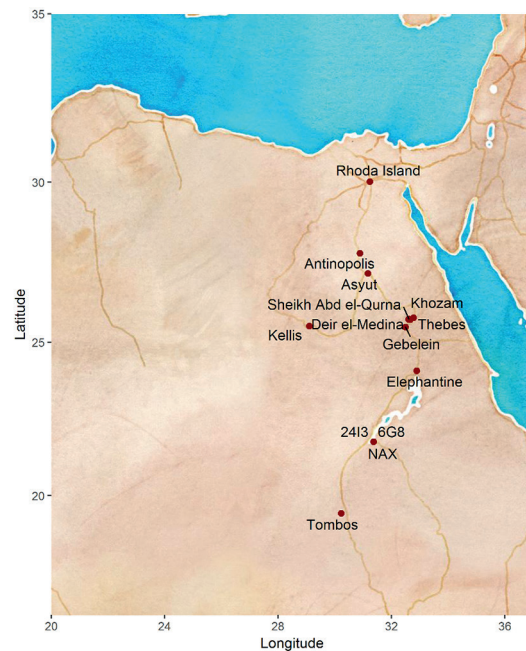 35
Rhoda Island
30
Antinopolis
Asyut
Sheikh Abd el-Qurna Khozam
Deir el-Medina Thebes
Kellis
Gebelein
25
Elephantine
24I3 6G8
NAX
20
Tombos
20 24 28 32 36
Longitude
Latitude